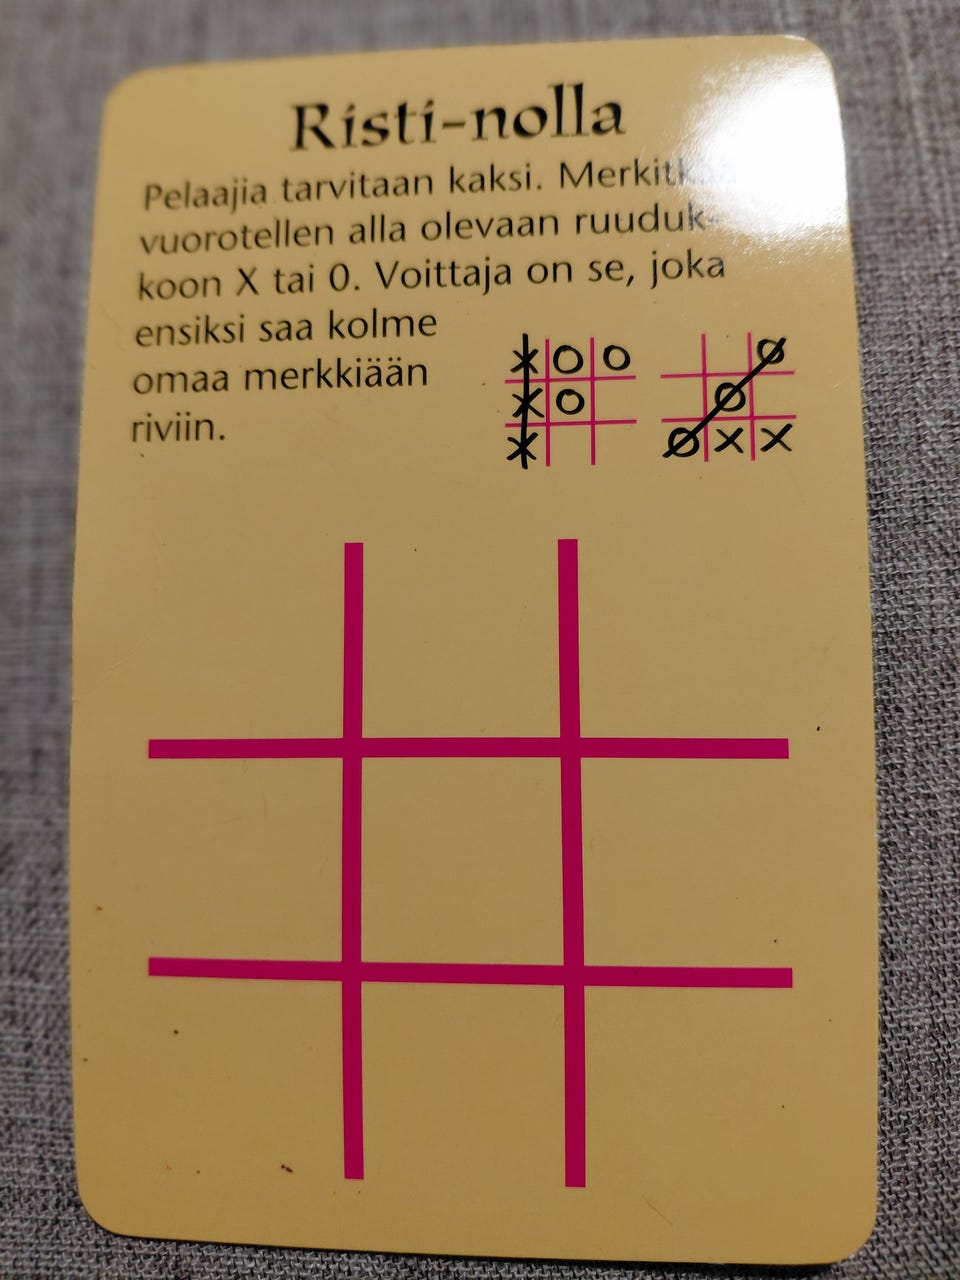 Risti-nolla
Pelaajia tarvitaan kaksi. Merkitkää
vuorotellen alla olevaan ruuduk-
koon X tai 0. Voittaja on se, joka
ensiksi saa kolme
omaa merkkiään
riviin.
X O O
X O
X
O
O
O X X